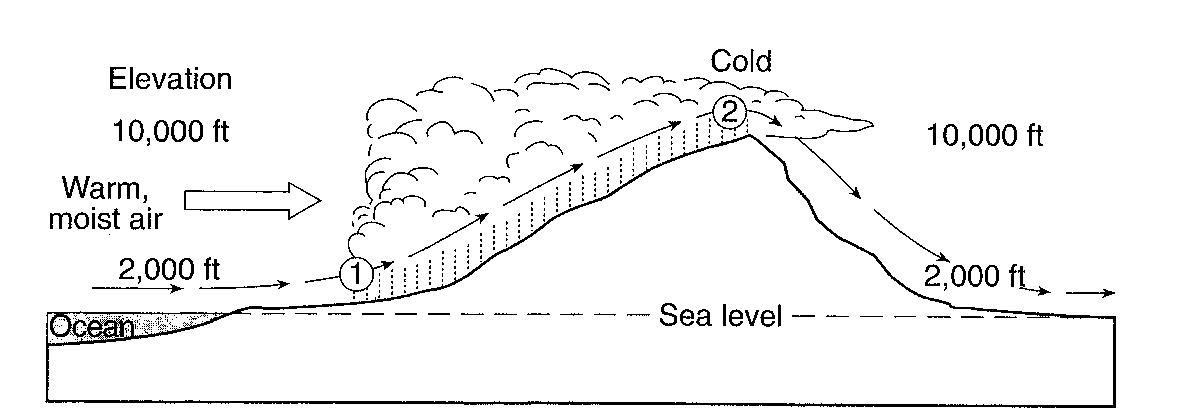 Cold
Elevation
10,000 ft
2
10,000 ft
Warm,
moist air
2,000 ft
1
2,000 ft
Ocean
Sea level